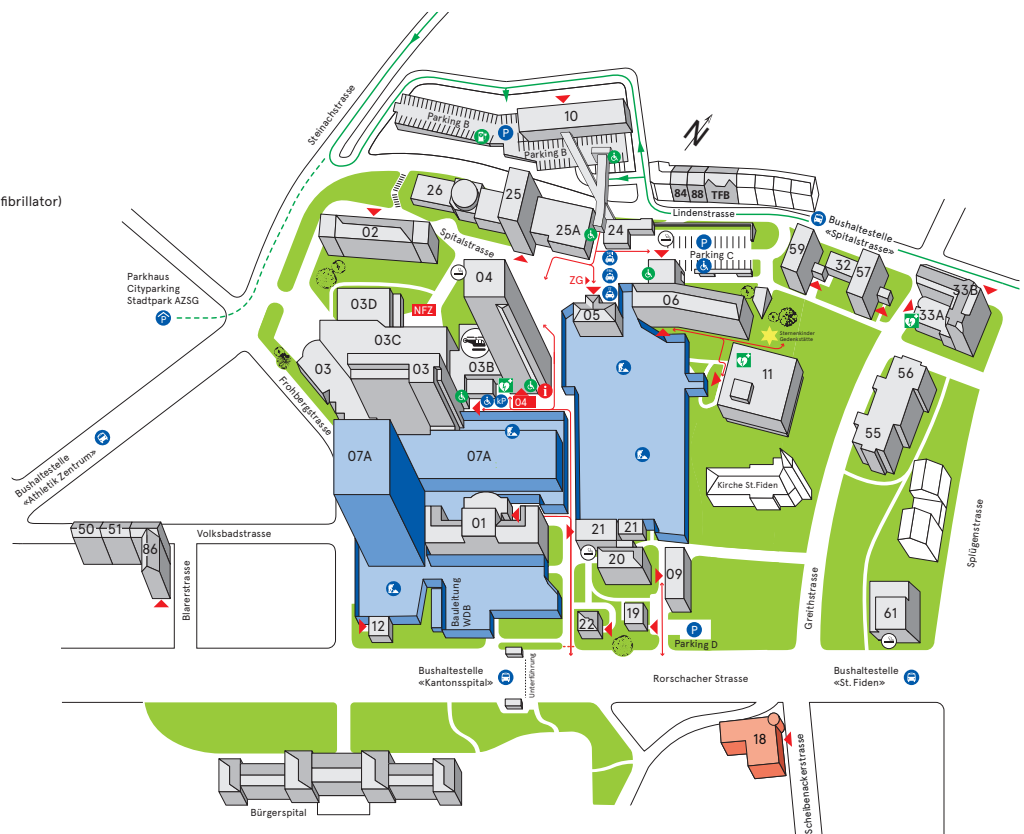 Steinachstrasse
Parking B
10
P
Parking B
N
fibrillator)
84 88 TFB
Lindenstrasse
Bushaltestelle
«Spitalstrasse»
26
25
25A
24
02
Spitalstrasse
P
Parking C
59
32
57
33B
33A
Parkhaus
Cityparking
Stadtpark AZSG
P
04
ZG
05
06
Sternenkinder
Gedenkstätte
03D
NFZ
03C
03
03
03B
11
kP
04
i
56
55
Frohbergstrasse
Bushaltestelle
«Athletik Zentrum»
07A
07A
Kirche St.Fiden
01
21
21
20
09
50
51
86
Volksbadstrasse
Blarerstrasse
Bauleitung
WDB
12
22
19
P
Parking D
61
Greithstrasse
Splügenstrasse
Bushaltestelle
«Kantonsspital»
Unterführung
Rorschacher Strasse
Bushaltestelle
«St. Fiden»
18
Scheibenackerstrasse
Bürgerspital